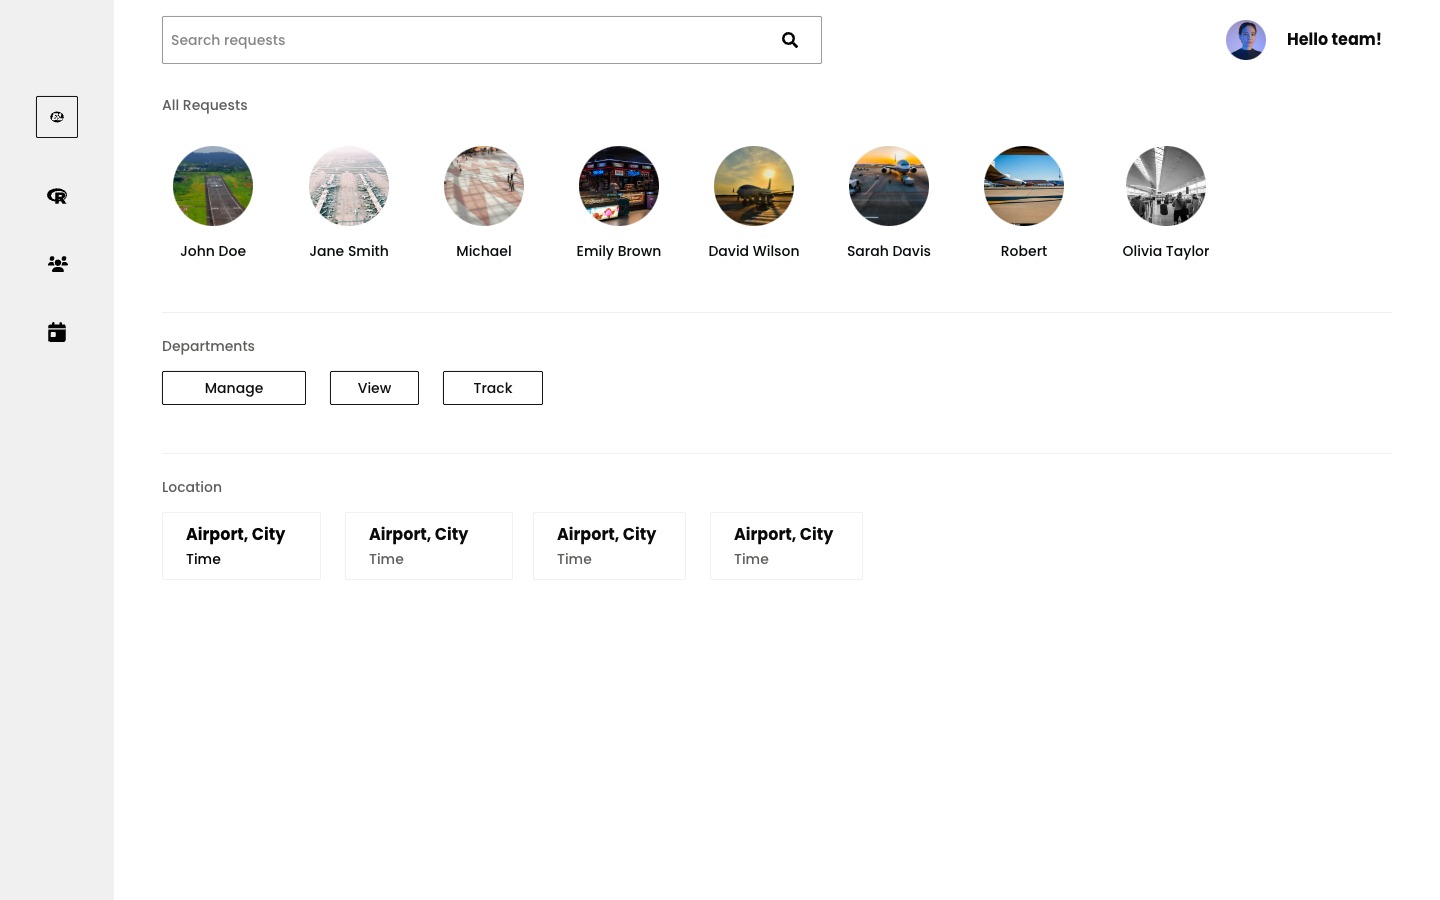 Search requests
Hello team!
All Requests
John Doe
Jane Smith
Michael
Emily Brown
David Wilson
Sarah Davis
Robert
Olivia Taylor
Departments
Manage
View
Track
Location
Airport, City
Time
Airport, City
Time
Airport, City
Time
Airport, City
Time